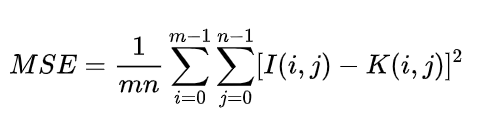 MSE = \frac{1}{mn} \sum_{i=0}^{m-1} \sum_{j=0}^{n-1} [I(i,j) - K(i,j)]^2